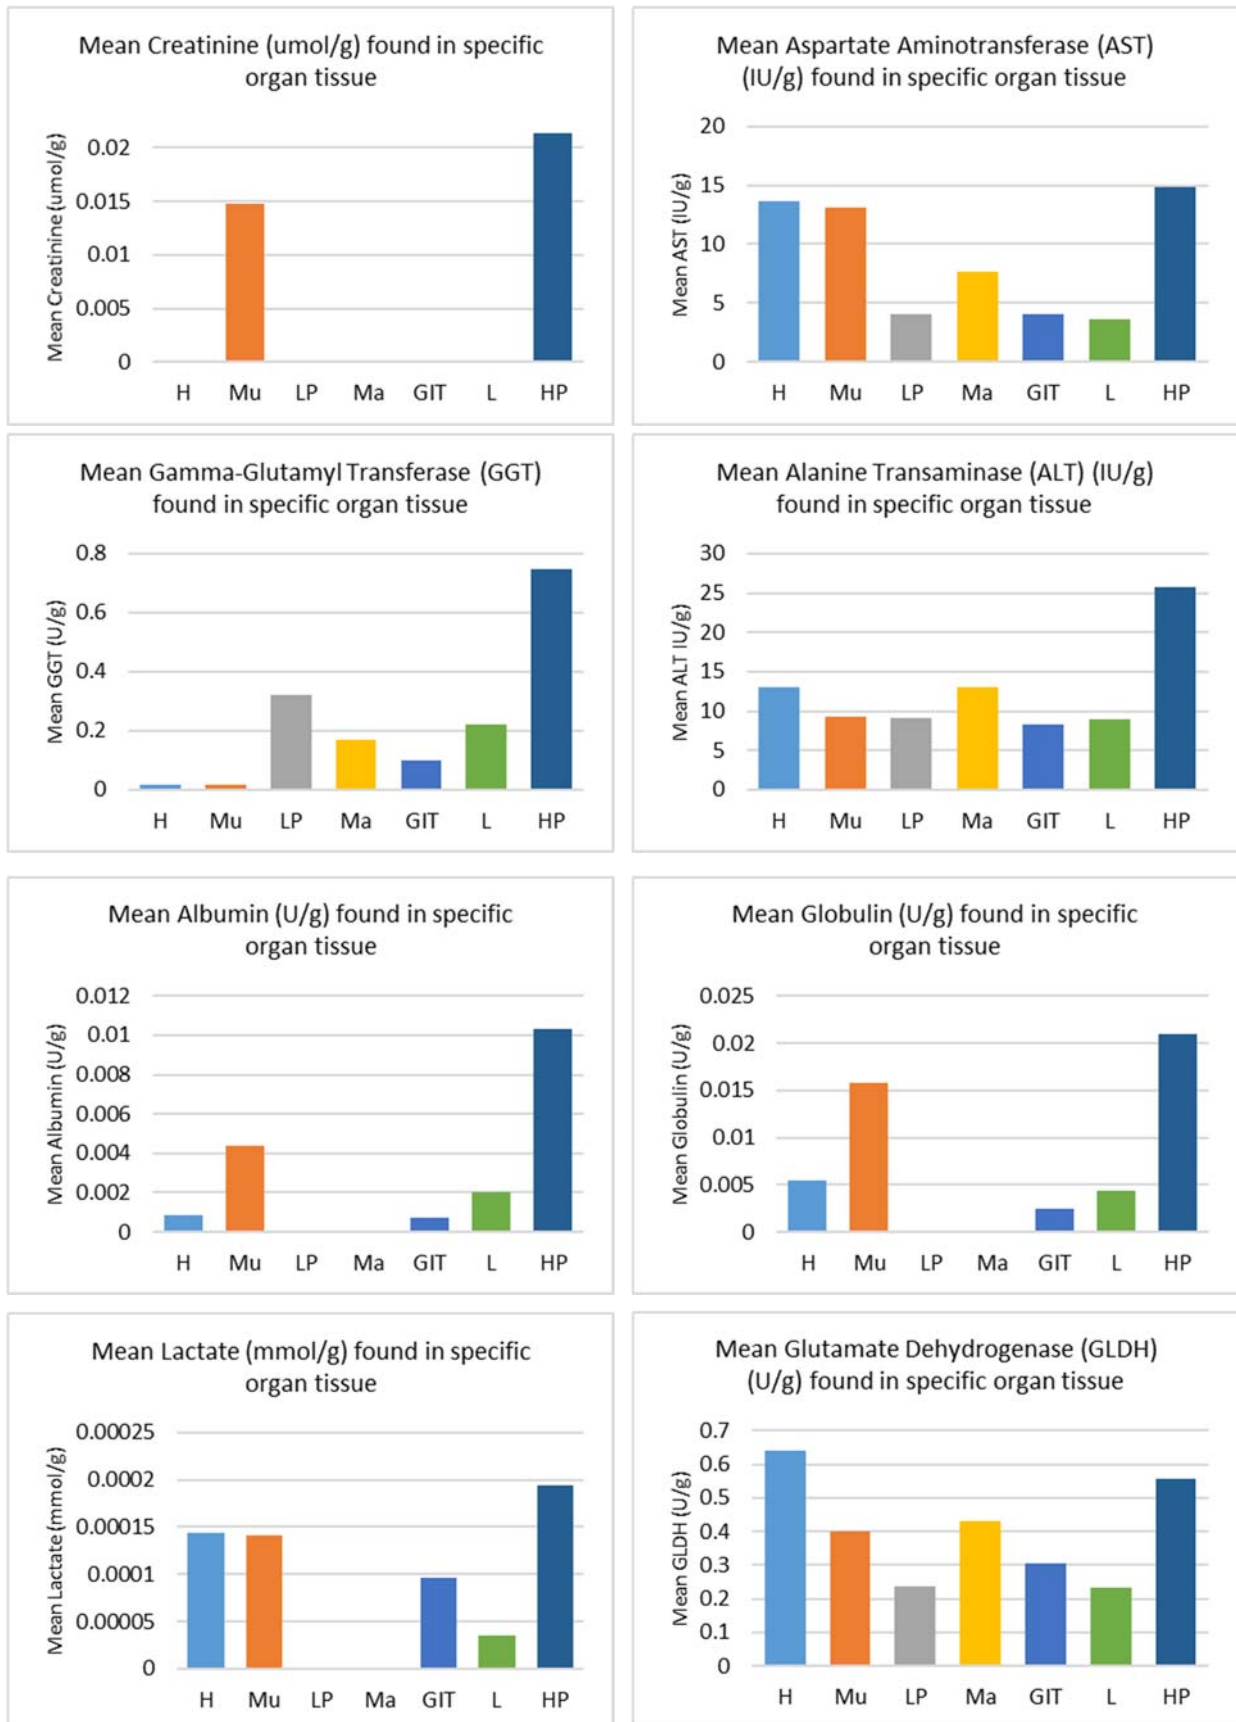 Mean Creatinine (umol/g) found in specific
organ tissue
Mean Creatinine (umol/g)
0.02
0.015
0.01
0.005
0
H Mu LP Ma GIT L HP
Mean Aspartate Aminotransferase (AST)
(IU/g) found in specific organ tissue
Mean AST (IU/g)
20
15
10
5
0
H Mu LP Ma GIT L HP
Mean Gamma-Glutamyl Transferase (GGT)
found in specific organ tissue
Mean GGT (U/g)
0.8
0.6
0.4
0.2
0
H Mu LP Ma GIT L HP
Mean Alanine Transaminase (ALT) (IU/g)
found in specific organ tissue
Mean ALT IU/g)
30
25
20
15
10
5
0
H Mu LP Ma GIT L HP
Mean Albumin (U/g) found in specific
organ tissue
Mean Albumin (U/g)
0.012
0.01
0.008
0.006
0.004
0.002
0
H Mu LP Ma GIT L HP
Mean Globulin (U/g) found in specific
organ tissue
Mean Globulin (U/g)
0.025
0.02
0.015
0.01
0.005
0
H Mu LP Ma GIT L HP
Mean Lactate (mmol/g) found in specific
organ tissue
Mean Lactate (mmol/g)
0.00025
0.0002
0.00015
0.0001
0.00005
0
H Mu LP Ma GIT L HP
Mean Glutamate Dehydrogenase (GLDH)
(U/g) found in specific organ tissue
Mean GLDH (U/g)
0.7
0.6
0.5
0.4
0.3
0.2
0.1
0
H Mu LP Ma GIT L HP